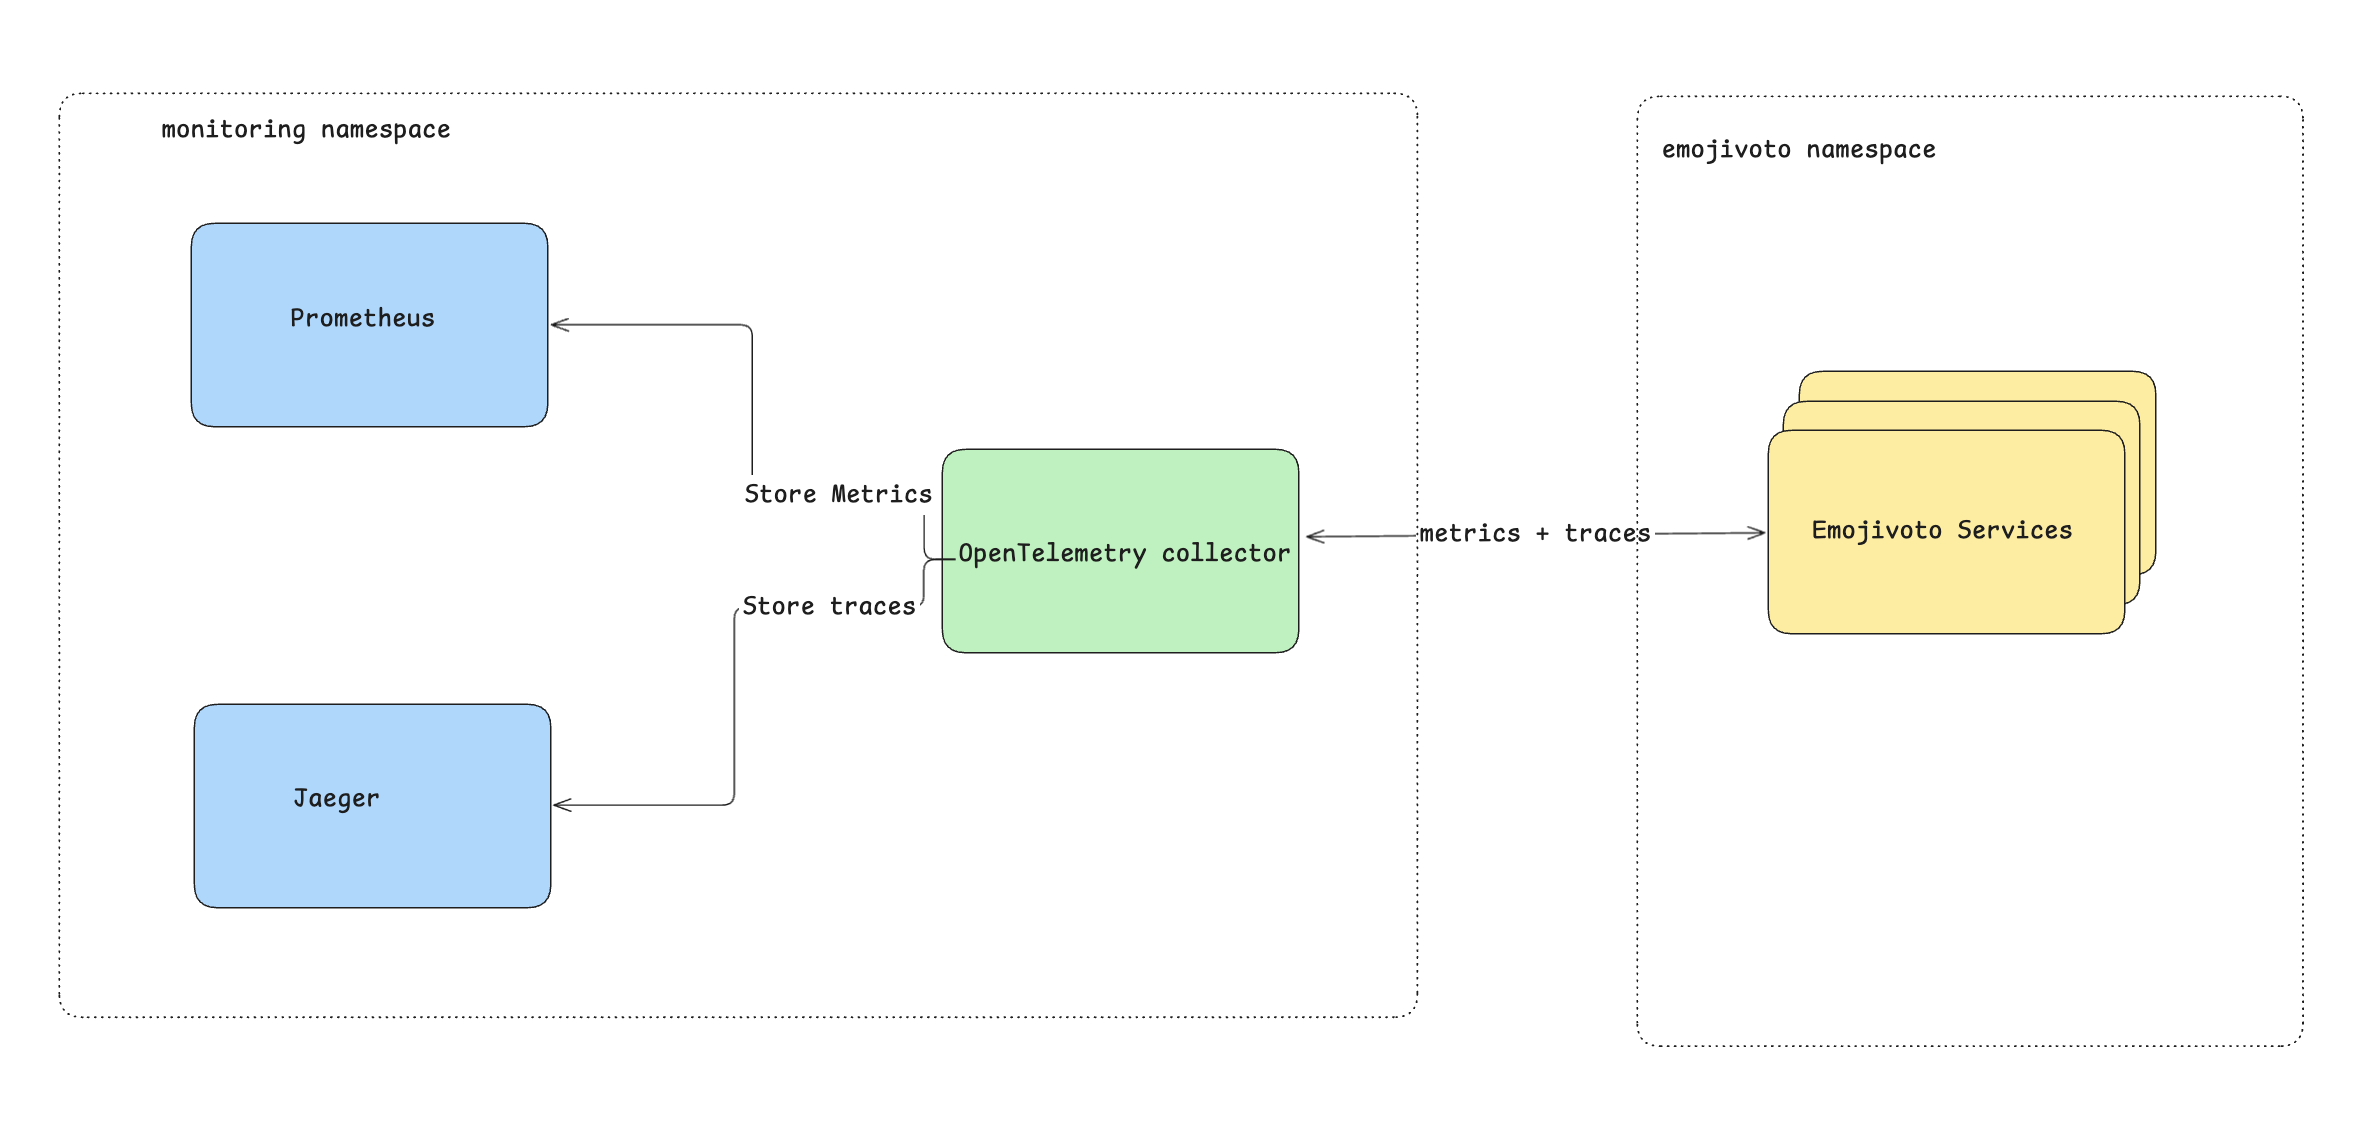 monitoring namespace
emojivoto namespace
Prometheus
Store Metrics
OpenTelemetry collector
metrics + traces
Emojivoto Services
Store traces
Jaeger